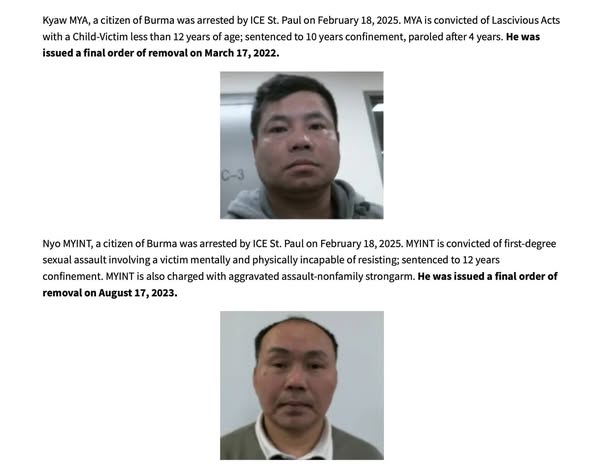 Kyaw MYA, a citizen of Burma was arrested by ICE St. Paul on February 18, 2025. MYA is convicted of Lascivious Acts
with a Child-Victim less than 12 years of age; sentenced to 10 years confinement, paroled after 4 years. He was
issued a final order of removal on March 17, 2022.
C-3
Nyo MYINT, a citizen of Burma was arrested by ICE St. Paul on February 18, 2025. MYINT is convicted of first-degree
sexual assault involving a victim mentally and physically incapable of resisting; sentenced to 12 years
confinement. MYINT is also charged with aggravated assault-nonfamily strongarm. He was issued a final order of
removal on August 17, 2023.